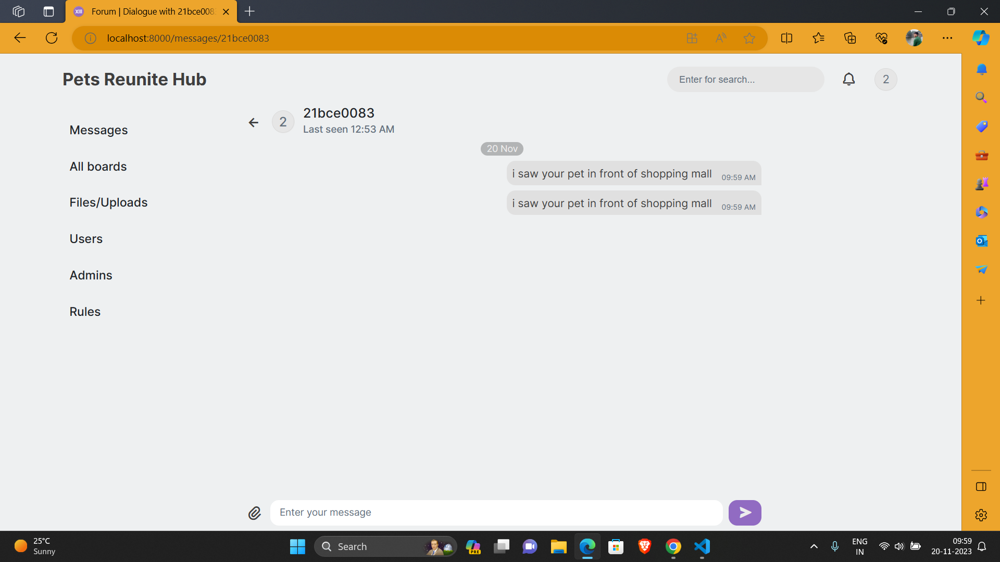 XIII Forum | Dialogue with 21bce008
localhost:8000/messages/21bce0083
Pets Reunite Hub
Enter for search...
2
Messages
All boards
Files/Uploads
Users
Admins
Rules
2
21bce0083
Last seen 12:53 AM
20 Nov
i saw your pet in front of shopping mall 09:59 AM
i saw your pet in front of shopping mall 09:59 AM
Enter your message
25°C
Sunny
Search
PRE
ENG
IN
09:59
20-11-2023